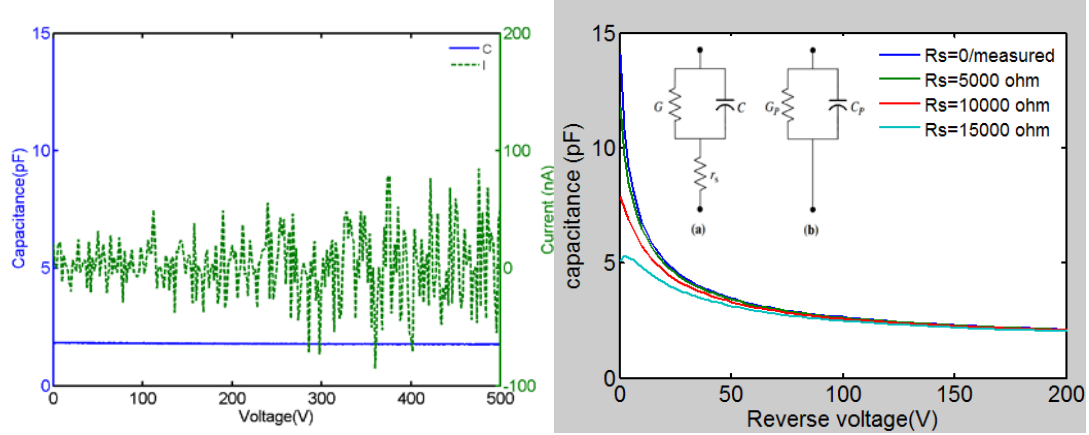 15
10
5
0
Capacitance(pF)
0
100
200
300
400
500
Voltage(V)
200
100
0
-100
Current (nA)
C
I
15
10
5
0
capacitance (pF)
0
50
100
150
200
Reverse voltage(V)
Rs=0/measured
Rs=5000 ohm
Rs=10000 ohm
Rs=15000 ohm
G
C
rs
(a)
GP
CP
(b)